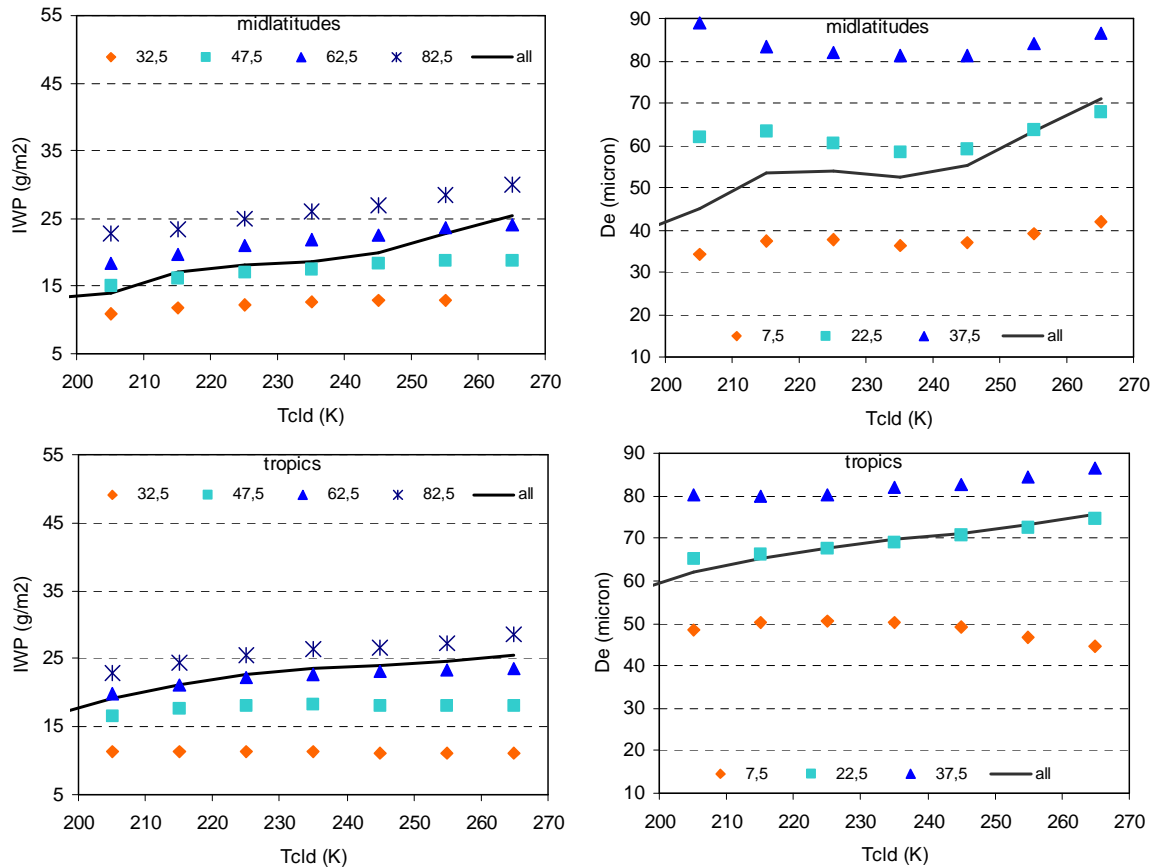 midlatitudes
32,5 47,5 62,5 82,5 all
55
45
35
25
15
5
IWP (g/m2)
200 210 220 230 240 250 260 270
Tcld (K)
midlatitudes
90
80
70
60
50
40
30
20
10
De (micron)
7,5 22,5 37,5 all
200 210 220 230 240 250 260 270
Tcld (K)
tropics
32,5 47,5 62,5 82,5 all
55
45
35
25
15
5
IWP (g/m2)
200 210 220 230 240 250 260 270
Tcld (K)
tropics
90
80
70
60
50
40
30
20
10
De (micron)
7,5 22,5 37,5 all
200 210 220 230 240 250 260 270
Tcld (K)